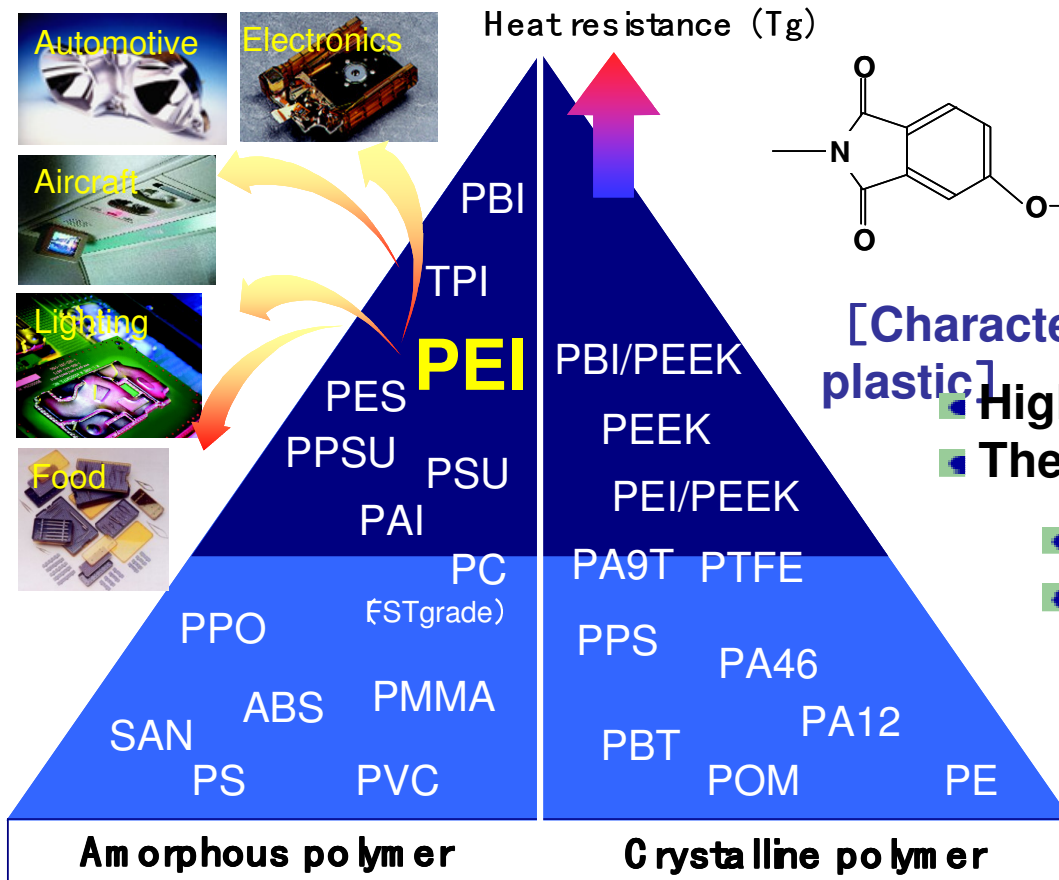 Heat resistance (Tg)
Automotive
Electronics
Aircraft
Lighting
Food
PBI
TPI
PEI
PES
PPSU
PSU
PAI
PC
(FSTgrade)
PPO
ABS
PMMA
SAN
PS
PVC
PBI/PEEK
PEEK
PEI/PEEK
PA9T
PTFE
PPS
PA46
PA12
PBT
POM
PE
Amorphous polymer
Crystalline polymer
O
N
O
O
[Characte
plastic]
Hig
The